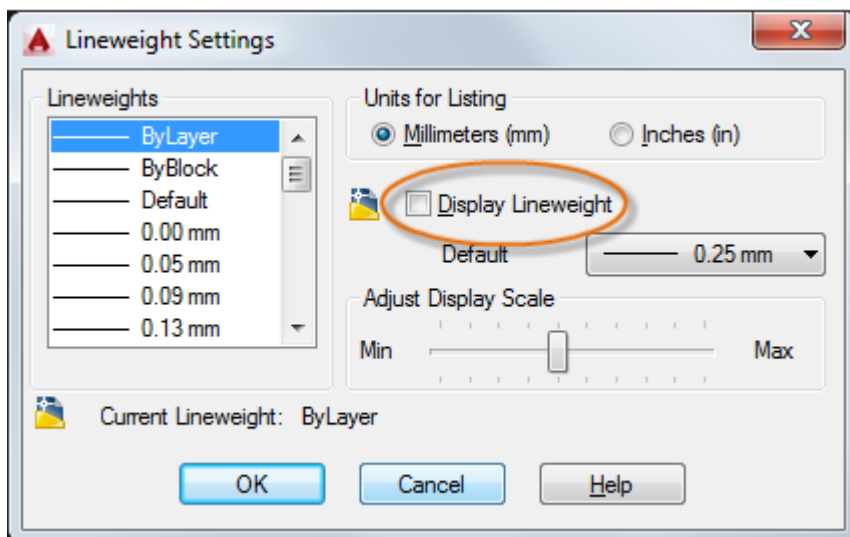 Lineweight Settings
Lineweights
ByLayer
ByBlock
Default
0.00 mm
0.05 mm
0.09 mm
0.13 mm
Units for Listing
Millimeters (mm)
Inches (in)
Display Lineweight
Default
0.25 mm
Adjust Display Scale
Min
Max
Current Lineweight: ByLayer
OK
Cancel
Help